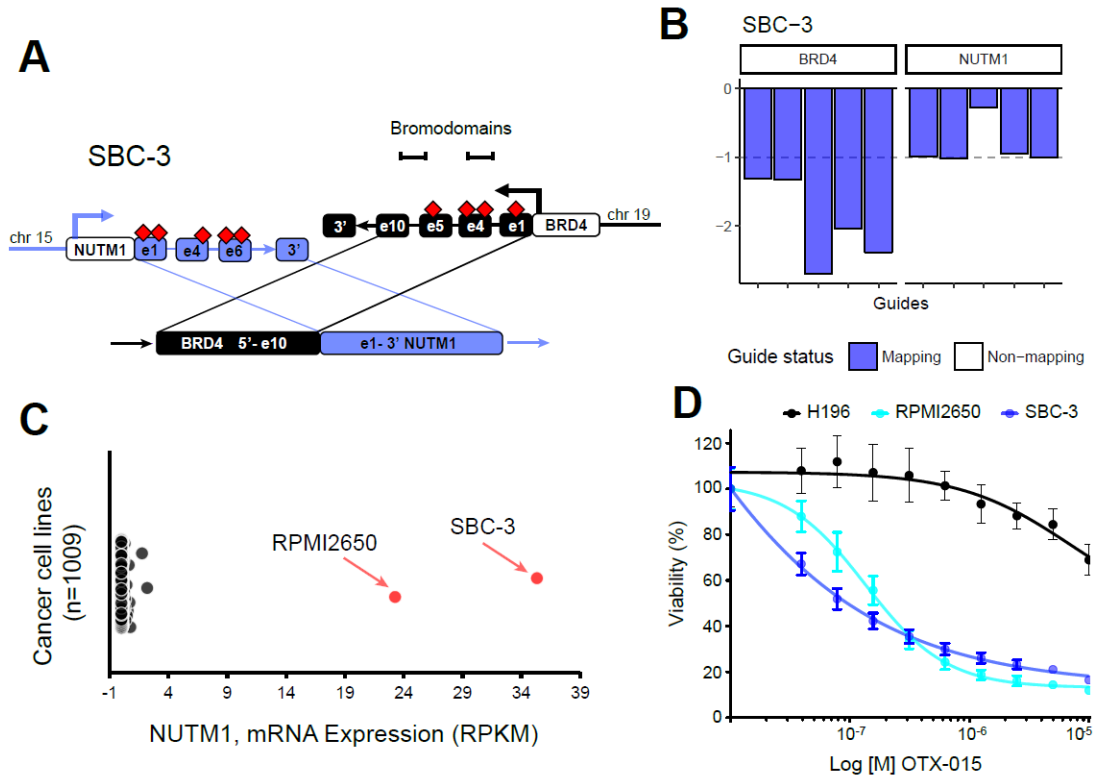 A
SBC-3
Bromodomains
chr 15
NUTM1
e1
e4
e6
3'
3'
e10
e5
e4
e1
BRD4
chr 19
BRD4 5'- e10
e1- 3' NUTM1
B
SBC−3
BRD4
NUTM1
0
−1
−2
Guides
Guide status
Mapping
Non−mapping
C
Cancer cell lines
(n=1009)
RPMI2650
SBC-3
-1
4
9
14
19
24
29
34
39
NUTM1, mRNA Expression (RPKM)
D
H196
RPMI2650
SBC-3
Viability (%)
120
100
80
60
40
20
0
10-7
10-6
10-5
Log [M] OTX-015